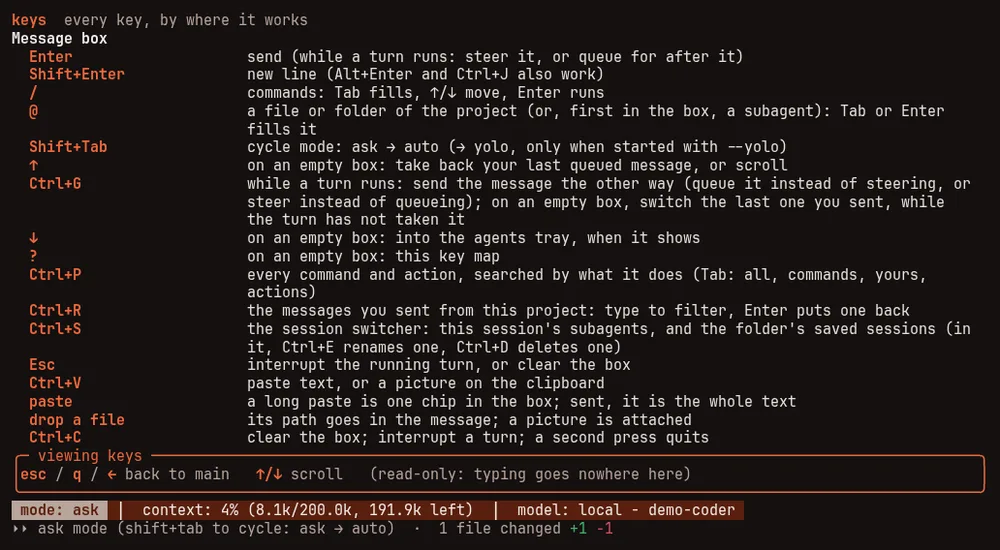 keys  every key, by where it works
Message box
Enter  send (while a turn runs: steer it, or queue for after it)
Shift+Enter  new line (Alt+Enter and Ctrl+J also work)
/  commands: Tab fills, ↑/↓ move, Enter runs
@  a file or folder of the project (or, first in the box, a subagent): Tab or Enter
fills it
Shift+Tab  cycle mode: ask → auto (→ yolo, only when started with --yolo)
↑  on an empty box: take back your last queued message, or scroll
Ctrl+G  while a turn runs: send the message the other way (queue it instead of steering, or
steer instead of queueing); on an empty box, switch the last one you sent, while
the turn has not taken it
↓  on an empty box: into the agents tray, when it shows
?  on an empty box: this key map
Ctrl+P  every command and action, searched by what it does (Tab: all, commands, yours,
actions)
Ctrl+R  the messages you sent from this project: type to filter, Enter puts one back
Ctrl+S  the session switcher: this session's subagents, and the folder's saved sessions (in
it, Ctrl+E renames one, Ctrl+D deletes one)
Esc  interrupt the running turn, or clear the box
Ctrl+V  paste text, or a picture on the clipboard
paste  a long paste is one chip in the box; sent, it is the whole text
drop a file  its path goes in the message; a picture is attached
Ctrl+C  clear the box; interrupt a turn; a second press quits
viewing keys
esc / q / ← back to main  ↑/↓ scroll  (read-only: typing goes nowhere here)
mode: ask | context: 4% (8.1k/200.0k, 191.9k left) | model: local - demo-coder
▸▸ ask mode (shift+tab to cycle: ask → auto) · 1 file changed +1 -1